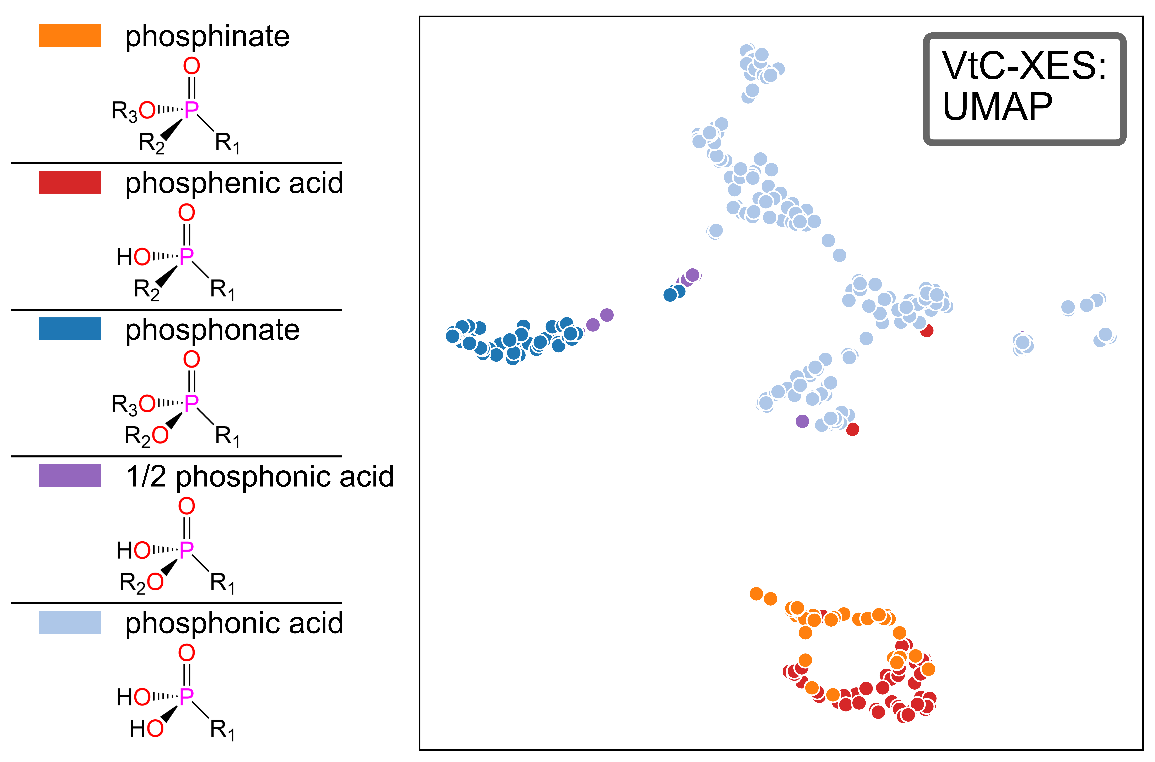 phosphinate
O
R3O P
R2 R1
phosphenic acid
O
HO P
R2 R1
phosphonate
O
R3O P
R2O R1
1/2 phosphonic acid
O
HO P
R2O R1
phosphonic acid
O
HO P
HO R1
VtC-XES:
UMAP